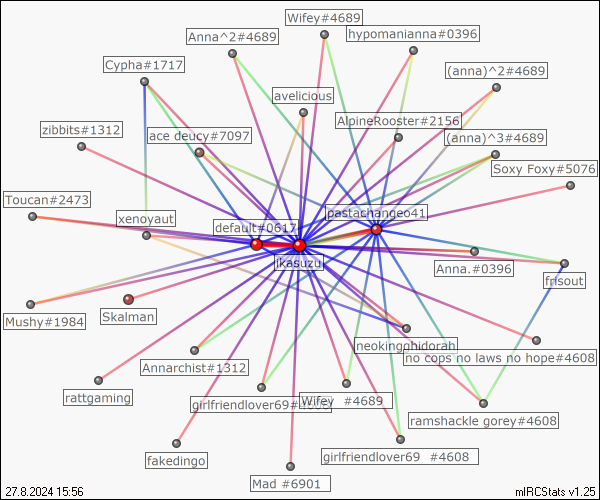 Wifey#4689
Anna^2#4689
hypomanianna#0396
Cypha#1717
(anna)^2#4689
avelicious
zibbits#1312
ace deucy#7097
AlpineRooster#2156
(anna)^3#4689
Soxy Foxy#5076
Toucan#2473
xenoyaut
default#0617
pastachange041
jkasuzu
Anna.#0396
frisout
Mushy#1984
Skalman
neokingghidorah
no cops no laws no hope#4608
Annarchist#1312
rattgaming
girlfriendlover69
Wifey #4689
ramshackle gorey#4608
fakedingo
girlfriendlover69 #4608
Mad #6901
27.8.2024 15:56
mIRCStats v1.25